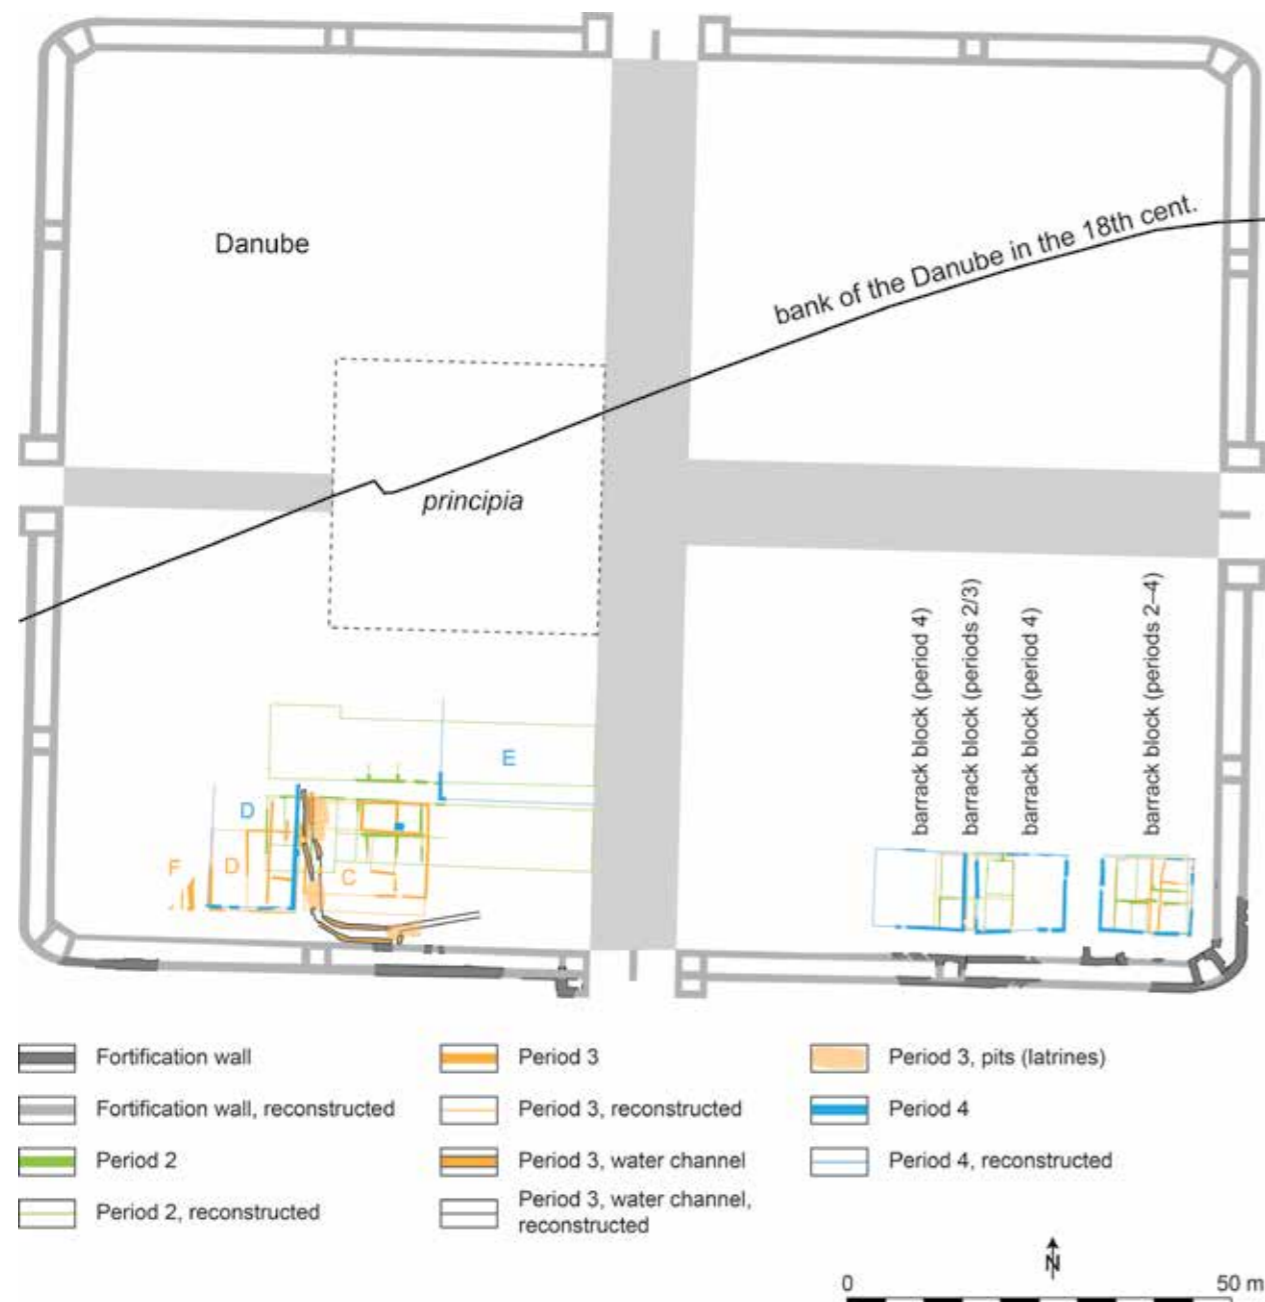 Danube
bank of the Danube in the 18th cent.
principia
barrack block (period 4)
barrack block (periods 2/3)
barrack block (period 4)
barrack block (periods 2–4)
E
D
F
D
C
Fortification wall
Fortification wall, reconstructed
Period 2
Period 2, reconstructed
Period 3
Period 3, reconstructed
Period 3, water channel
Period 3, water channel,
reconstructed
Period 3, pits (latrines)
Period 4
Period 4, reconstructed
N
0
50 m